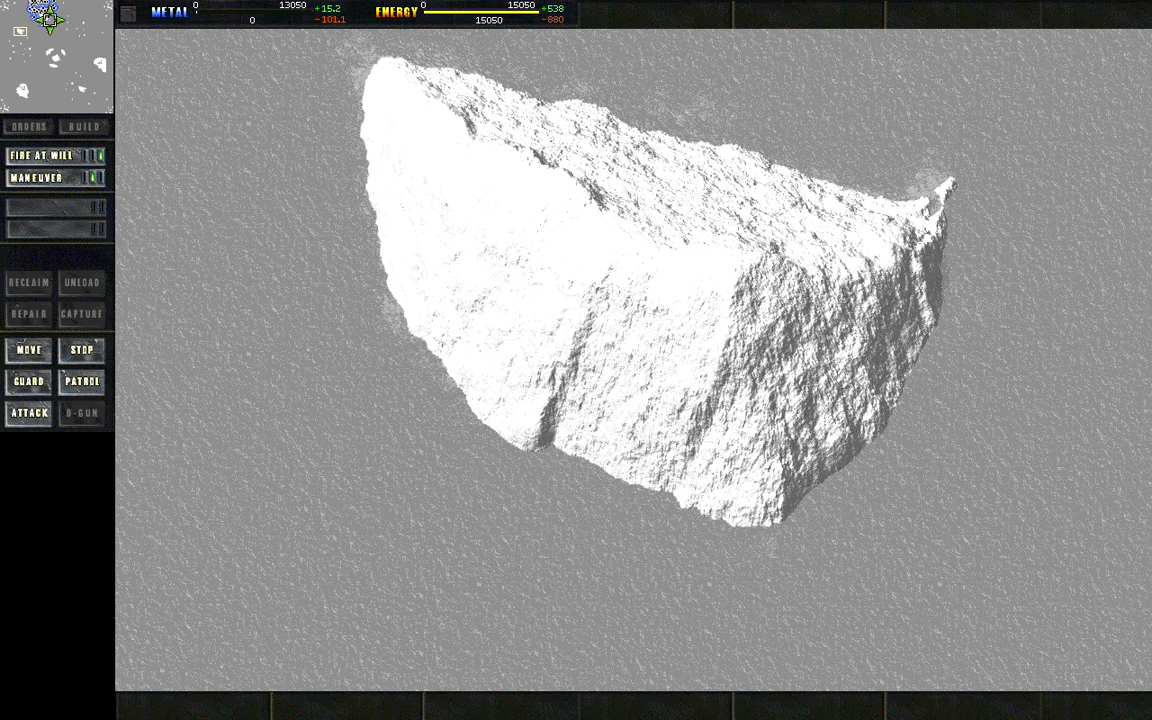 METAL 0 13050 +15.2 ENERGY 0 15050 +538
0 -101.1 15050 -880
ORDERS BUILD
FIRE AT WILL
MANEUVER
RECLAIM UNLOAD
REPAIR CAPTURE
MOVE STOP
GUARD PATROL
ATTACK D-GUN